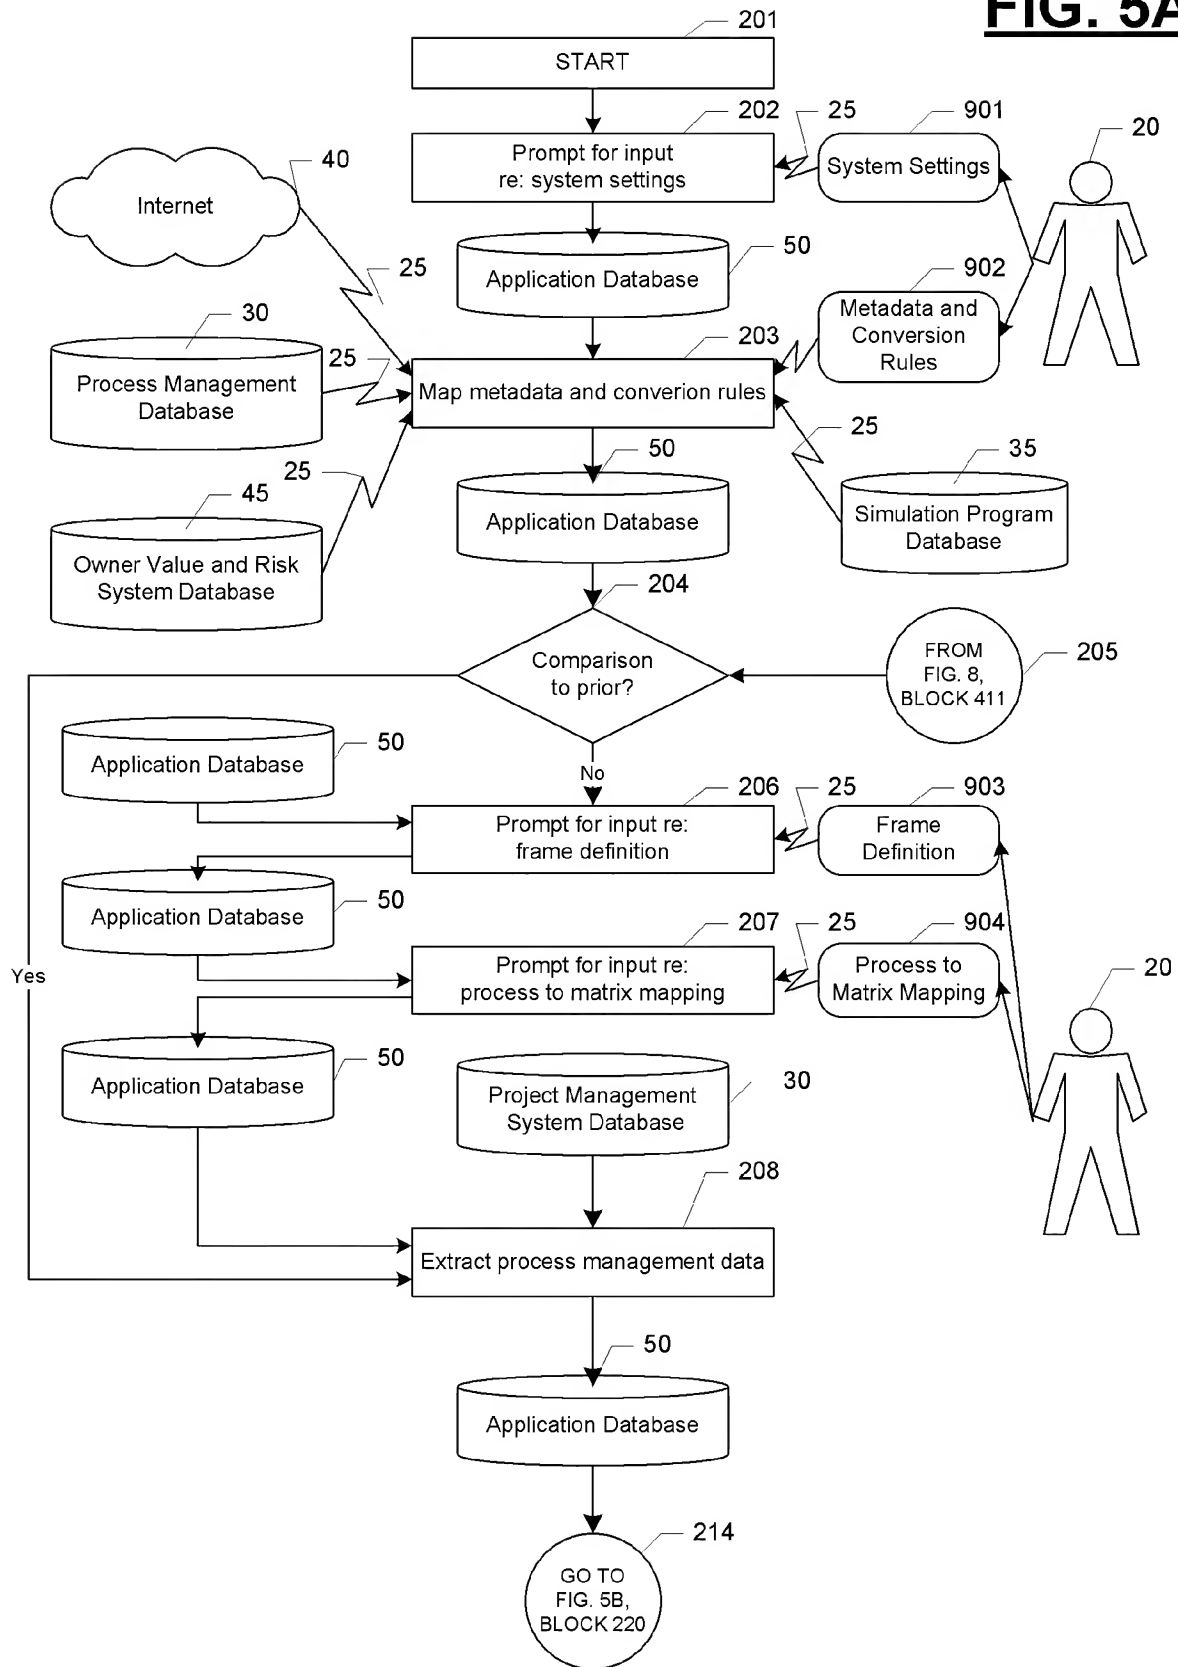 FIG. 5A
201
START
202
25
901
20
Prompt for input
re: system settings
System Settings
40
Internet
50
Application Database
25
902
Metadata and
Conversion
Rules
30
203
Process Management
Database
25
Map metadata and converion rules
25
50
35
45
25
Application Database
Simulation Program
Database
Owner Value and Risk
System Database
204
Comparison
to prior?
FROM
FIG. 8,
BLOCK 411
205
50
Application Database
No
206
25
903
Prompt for input re:
frame definition
Frame
Definition
50
Application Database
207
25
904
Yes
Prompt for input re:
process to matrix mapping
Process to
Matrix Mapping
20
50
Application Database
Project Management
System Database
30
208
Extract process management data
50
Application Database
214
GO TO
FIG. 5B,
BLOCK 220